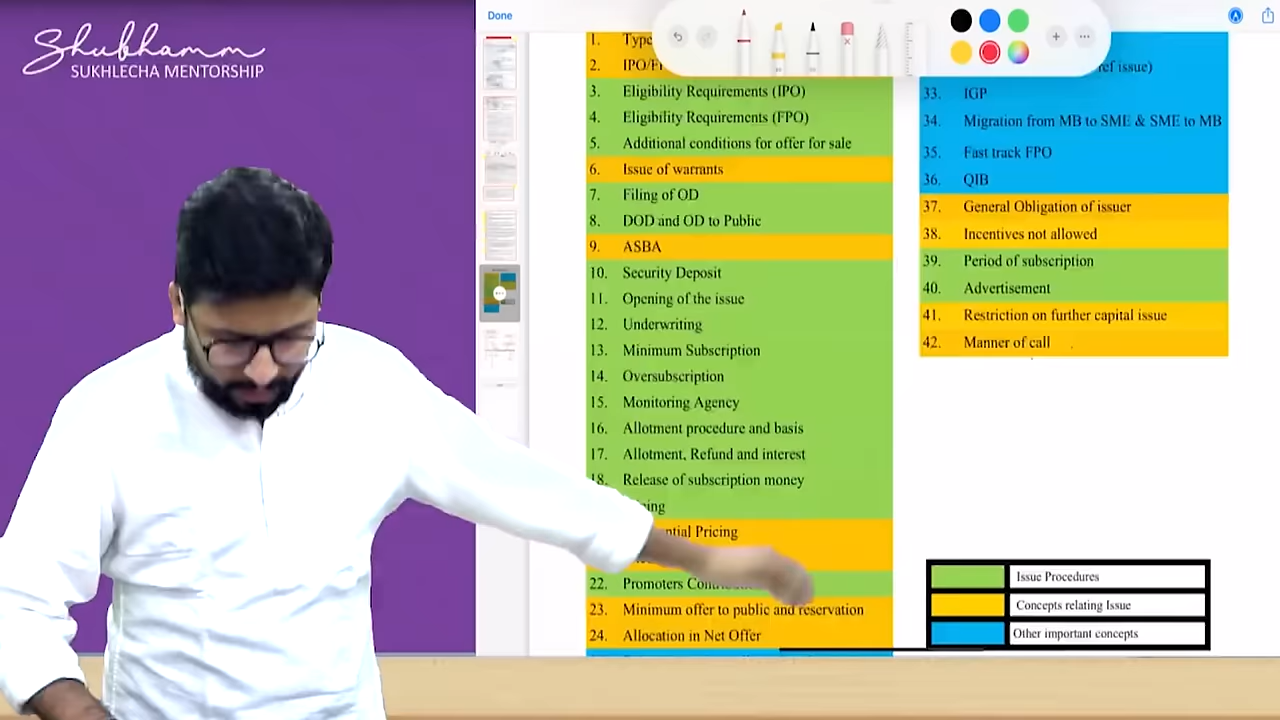 Shubhamm
SUKHLECHA MENTORSHIP
Done
1. Type
2. IPO/F
3. Eligibility Requirements (IPO)
4. Eligibility Requirements (FPO)
5. Additional conditions for offer for sale
6. Issue of warrants
7. Filing of OD
8. DOD and OD to Public
9. ASBA
10. Security Deposit
11. Opening of the issue
12. Underwriting
13. Minimum Subscription
14. Oversubscription
15. Monitoring Agency
16. Allotment procedure and basis
17. Allotment, Refund and interest
18. Release of subscription money
cing
ntial Pricing
22. Promoters Cont
23. Minimum offer to public and reservation
24. Allocation in Net Offer
ref issue)
33. IGP
34. Migration from MB to SME & SME to MB
35. Fast track FPO
36. QIB
37. General Obligation of issuer
38. Incentives not allowed
39. Period of subscription
40. Advertisement
41. Restriction on further capital issue
42. Manner of call
Issue Procedures
Concepts relating Issue
Other important concepts